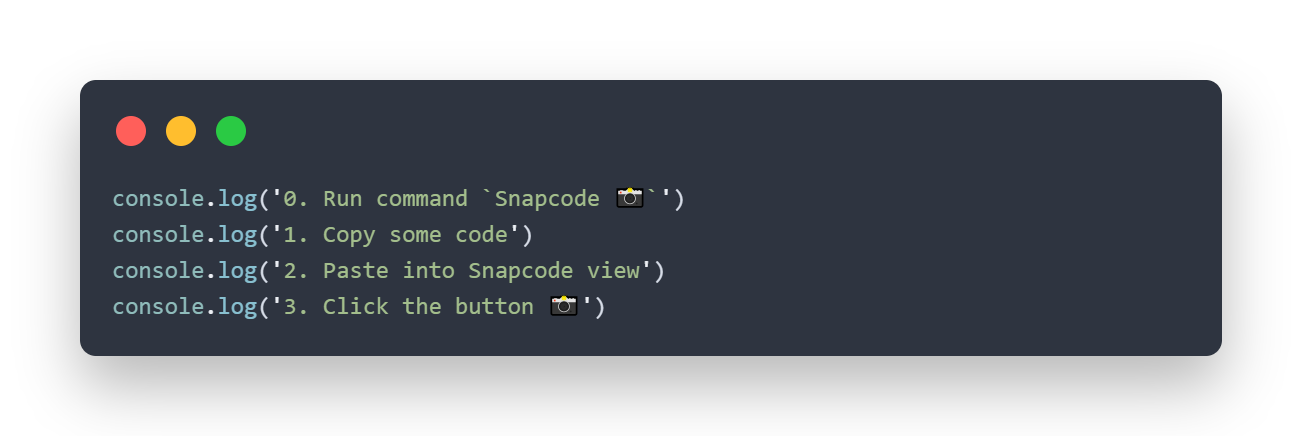 console.log('0. Run command `Snapcode 📷`')
console.log('1. Copy some code')
console.log('2. Paste into Snapcode view')
console.log('3. Click the button 📷')